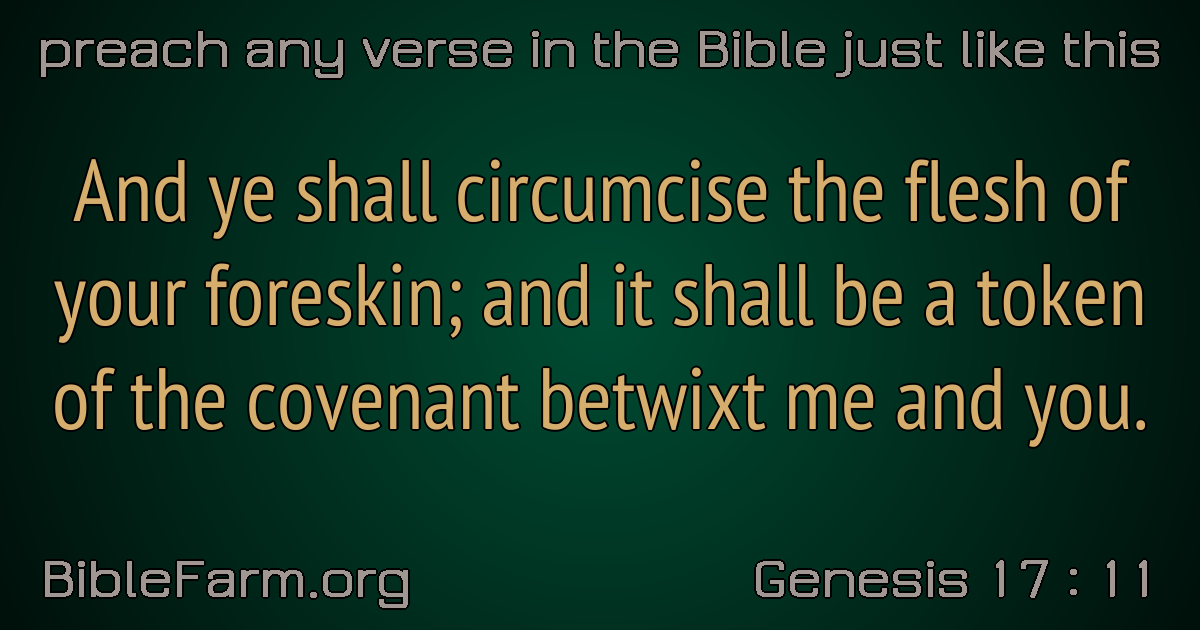 preach any verse in the Bible just like this
And ye shall circumcise the flesh of
your foreskin; and it shall be a token
of the covenant betwixt me and you.
BibleFarm.org
Genesis 17 : 11